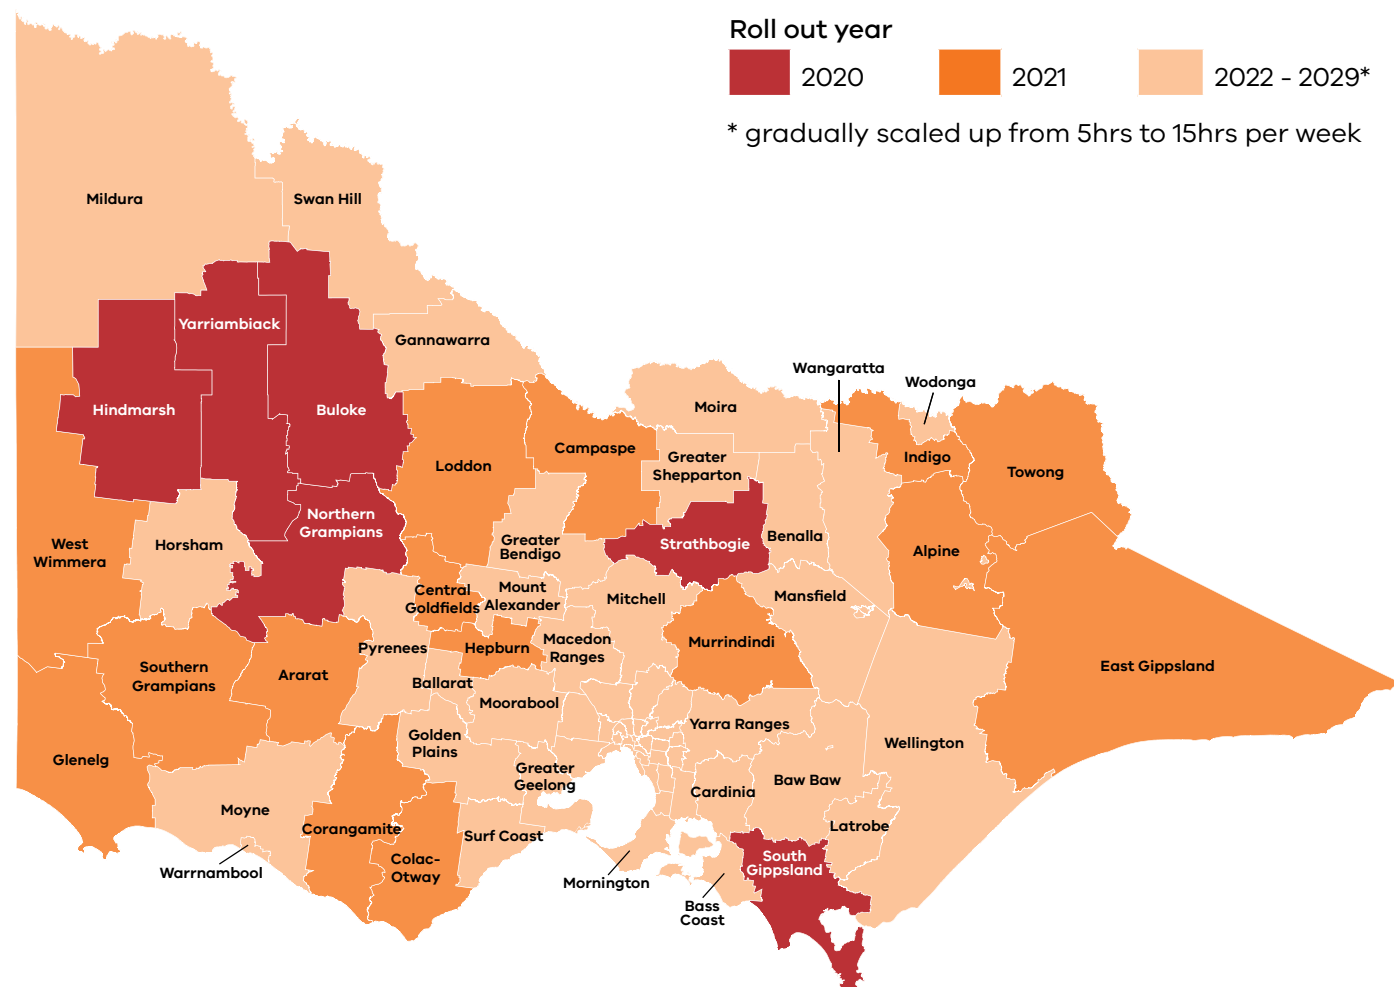 Roll out year
2020
2021
2022 - 2029*
* gradually scaled up from 5hrs to 15hrs per week
Mildura
Swan Hill
Yarriambiack
Gannawarra
Hindmarsh
Buloke
Wangaratta
Wodonga
Moira
Loddon
Campaspe
Greater
Shepparton
Indigo
Towong
Northern
Grampians
West
Wimmera
Horsham
Greater
Bendigo
Strathbogie
Benalla
Alpine
Central
Goldfields
Mount
Alexander
Mitchell
Mansfield
Pyrenees
Hepburn
Macedon
Ranges
Murrindindi
East Gippsland
Southern
Grampians
Ararat
Ballarat
Moorabool
Yarra Ranges
Golden
Plains
Wellington
Glenelg
Greater
Geelong
Cardinia
Baw Baw
Moyne
Corangamite
Surf Coast
Latrobe
Warrnambool
Colac-
Otway
Mornington
South
Gippsland
Bass
Coast